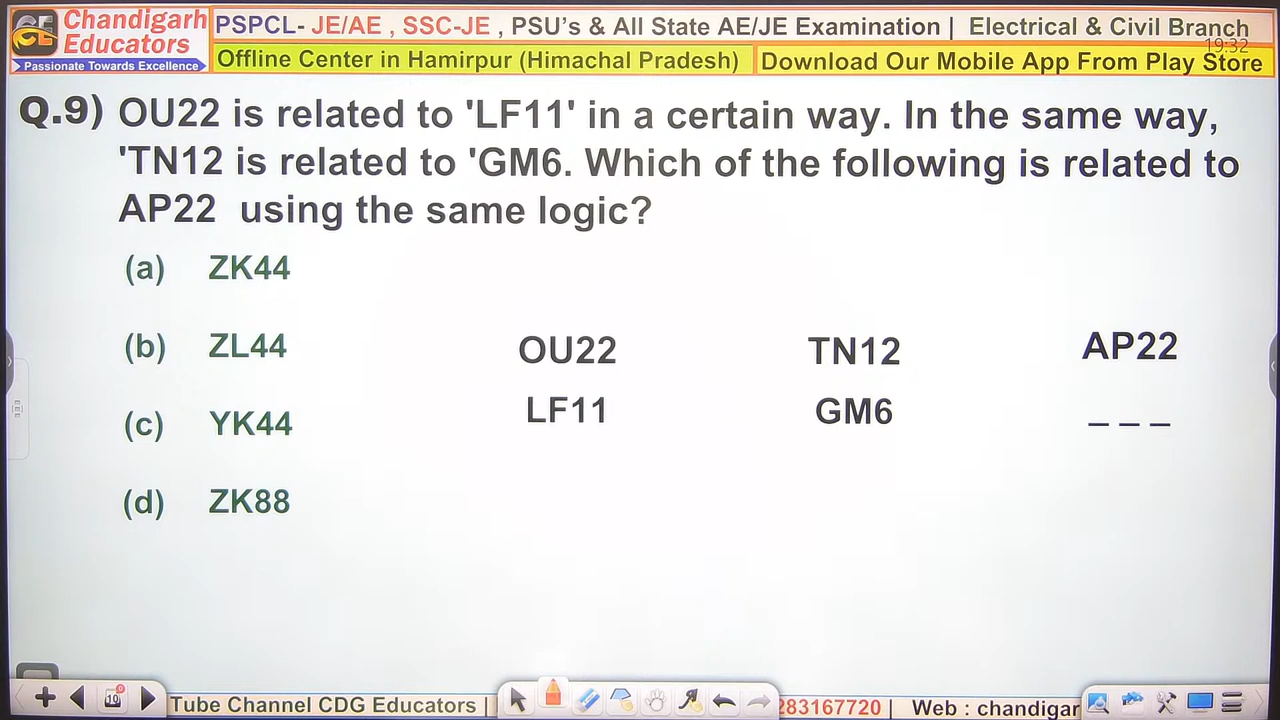 Chandigarh
Educators
Passionate Towards Excellence
PSPCL- JE/AE , SSC-JE , PSU's & All State AE/JE Examination | Electrical & Civil Branch
19:32
Offline Center in Hamirpur (Himachal Pradesh)
Download Our Mobile App From Play Store
Q.9) OU22 is related to 'LF11' in a certain way. In the same way,
'TN12 is related to 'GM6. Which of the following is related to
AP22 using the same logic?
(a) ZK44
(b) ZL44
(c) YK44
(d) ZK88
OU22 TN12 AP22
LF11 GM6 _ _ _
10
Tube Channel CDG Educators |
283167720 | Web : chandigar